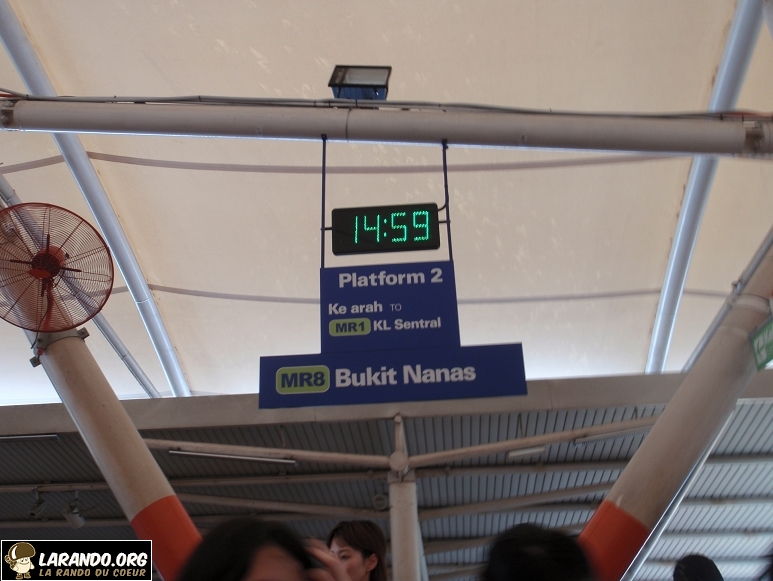 14:59
Platform 2
Ke arah TO
MR1 KL Sentral
MR8 Bukit Nanas
LARANDO.ORG
LA RANDO DU COEUR